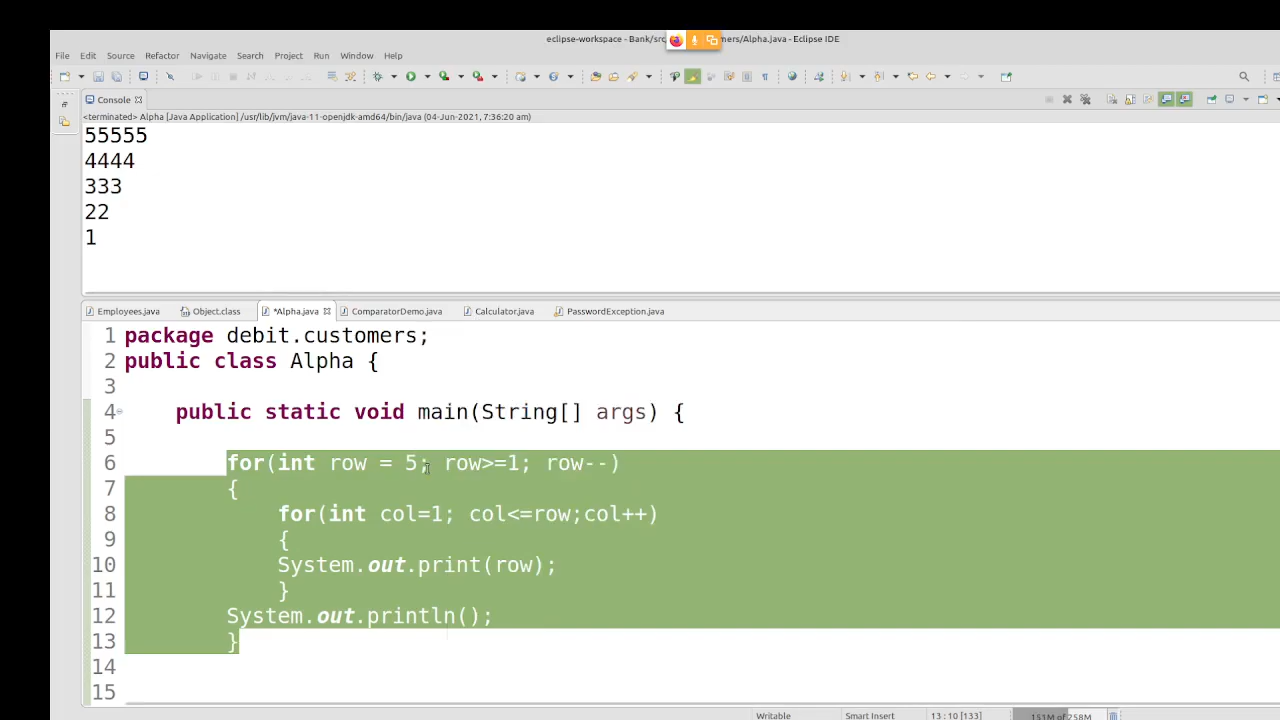 eclipse-workspace - Bank/src mers/Alpha.java - Eclipse IDE
File Edit Source Refactor Navigate Search Project Run Window Help
Console
<terminated> Alpha [Java Application] /usr/lib/jvm/java-11-openjdk-amd64/bin/java (04-Jun-2021, 7:36:20 am)
55555
4444
333
22
1
Employees.java Object.class *Alpha.java ComparatorDemo.java Calculator.java PasswordException.java
1 package debit.customers;
2 public class Alpha {
3
4 public static void main(String[] args) {
5
6 for(int row = 5; row>=1; row--)
7 {
8 for(int col=1; col<=row;col++)
9 {
10 System.out.print(row);
11 }
12 System.out.println();
13 }
14
15
Writable Smart Insert 13 : 10 [133] 151M of 258M